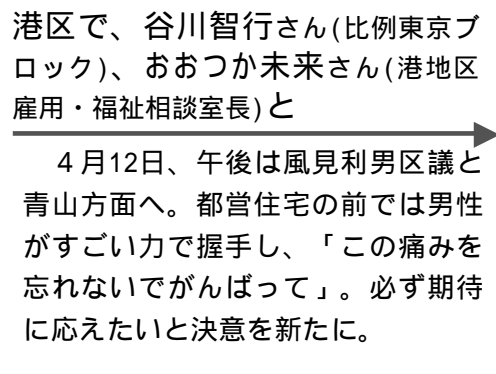 港区で、谷川智行さん(比例東京ブ
ロック)、おおつか未来さん(港地区
雇用・福祉相談室長)と
４月12日、午後は風見利男区議と
青山方面へ。都営住宅の前では男性
がすごい力で握手し、「この痛みを
忘れないでがんばって」。必ず期待
に応えたいと決意を新たに。